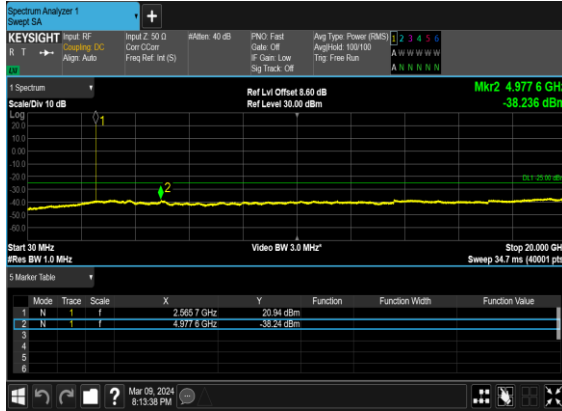 Spectrum Analyzer 1
Swept SA
+
KEYSIGHT
R T
Input: RF
Coupling: DC
Align: Auto
Input Z: 50 Ω
Corr CCorr
Freq Ref: Int (S)
#Atten: 40 dB
PNO: Fast
Gate: Off
IF Gain: Low
Sig Track: Off
Avg Type: Power (RMS)
Avg|Hold: 100/100
Trig: Free Run
1 2 3 4 5 6
A W W W W W
A N N N N N
1 Spectrum
Scale/Div 10 dB
Ref Lvl Offset 8.60 dB
Ref Level 30.00 dBm
Mkr2 4.977 6 GHz
-38.236 dBm
Log
20.0
10.0
0.00
-10.0
-20.0
-30.0
-40.0
-50.0
-60.0
1
2
DL1 -25.00 dBm
Start 30 MHz
#Res BW 1.0 MHz
Video BW 3.0 MHz*
Stop 20.000 GH
Sweep 34.7 ms (40001 pts
5 Marker Table
Mode Trace Scale X Y Function Function Width Function Value
1 N 1 f 2.565 7 GHz 20.94 dBm
2 N 1 f 4.977 6 GHz -38.24 dBm
3
4
5
6
?
Mar 09, 2024
8:13:38 PM